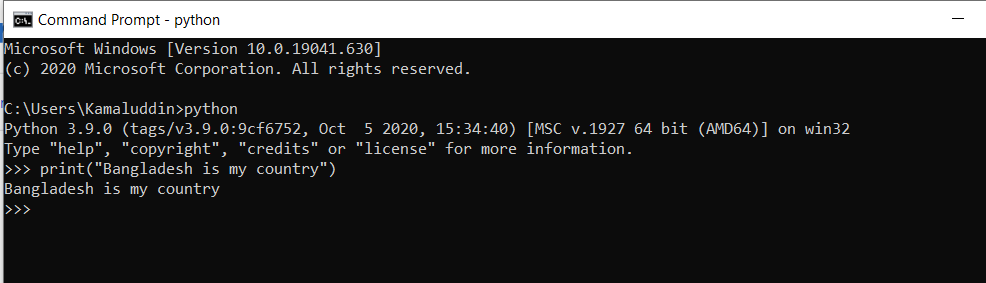 Command Prompt - python
Microsoft Windows [Version 10.0.19041.630]
(c) 2020 Microsoft Corporation. All rights reserved.
C:\Users\Kamaluddin>python
Python 3.9.0 (tags/v3.9.0:9cf6752, Oct  5 2020, 15:34:40) [MSC v.1927 64 bit (AMD64)] on win32
Type "help", "copyright", "credits" or "license" for more information.
>>> print("Bangladesh is my country")
Bangladesh is my country
>>>